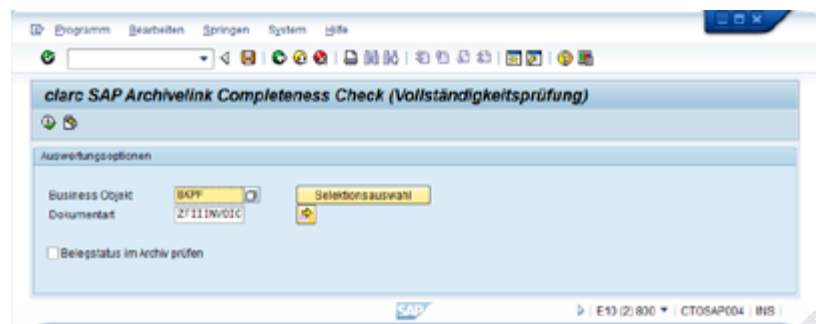 Programm Bearbeiten Springen System Hilfe
clarc SAP Archivelink Completeness Check (Vollständigkeitsprüfung)
Auswertungsoptionen
Business Objekt BKPF Selektionsauswahl
Dokumentart ZFIIINVOIC
Belegstatus im Archiv prüfen
SAP E10 (2) 800 CTOSAP004 INS